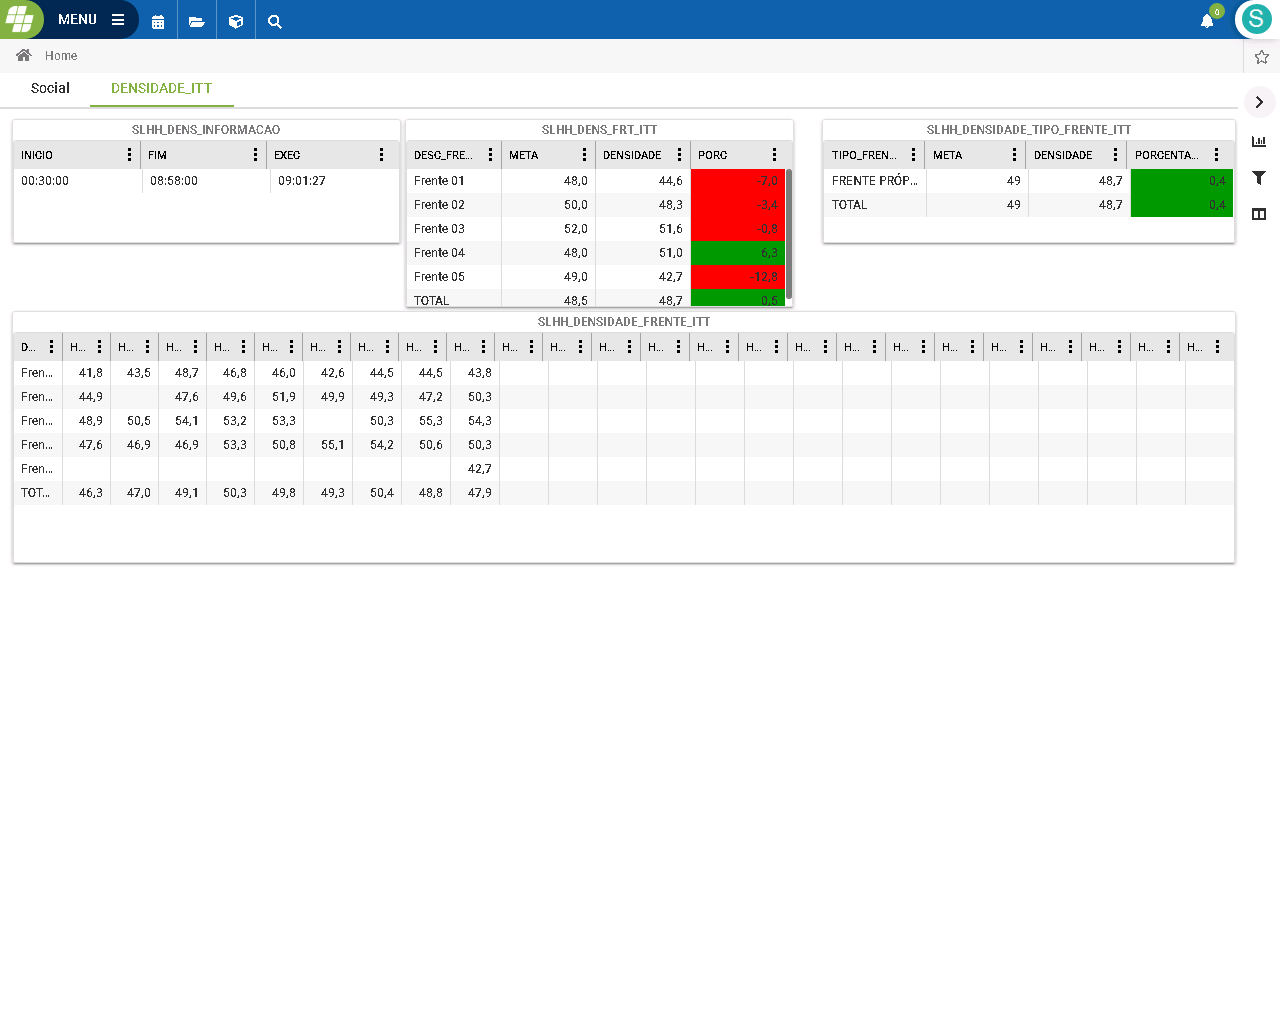 MENU
0
S
Home
Social DENSIDADE_ITT
SLHH_DENS_INFORMACAO
INICIO FIM EXEC
00:30:00 08:58:00 09:01:27
SLHH_DENS_FRT_ITT
DESC_FRE... META DENSIDADE PORC
Frente 01 48,0 44,6 -7,0
Frente 02 50,0 48,3 -3,4
Frente 03 52,0 51,6 -0,8
Frente 04 48,0 51,0 6,3
Frente 05 49,0 42,7 -12,8
TOTAL 48,5 48,7 0,5
SLHH_DENSIDADE_TIPO_FRENTE_ITT
TIPO_FREN... META DENSIDADE PORCENTA...
FRENTE PRÓP... 49 48,7 0,4
TOTAL 49 48,7 0,4
SLHH_DENSIDADE_FRENTE_ITT
D... H... H... H... H... H... H... H... H... H... H... H... H... H... H... H... H... H... H... H... H... H... H... H... H...
Fren... 41,8 43,5 48,7 46,8 46,0 42,6 44,5 44,5 43,8
Fren... 44,9 47,6 49,6 51,9 49,9 49,3 47,2 50,3
Fren... 48,9 50,5 54,1 53,2 53,3 50,3 55,3 54,3
Fren... 47,6 46,9 46,9 53,3 50,8 55,1 54,2 50,6 50,3
Fren... 42,7
TOT... 46,3 47,0 49,1 50,3 49,8 49,3 50,4 48,8 47,9